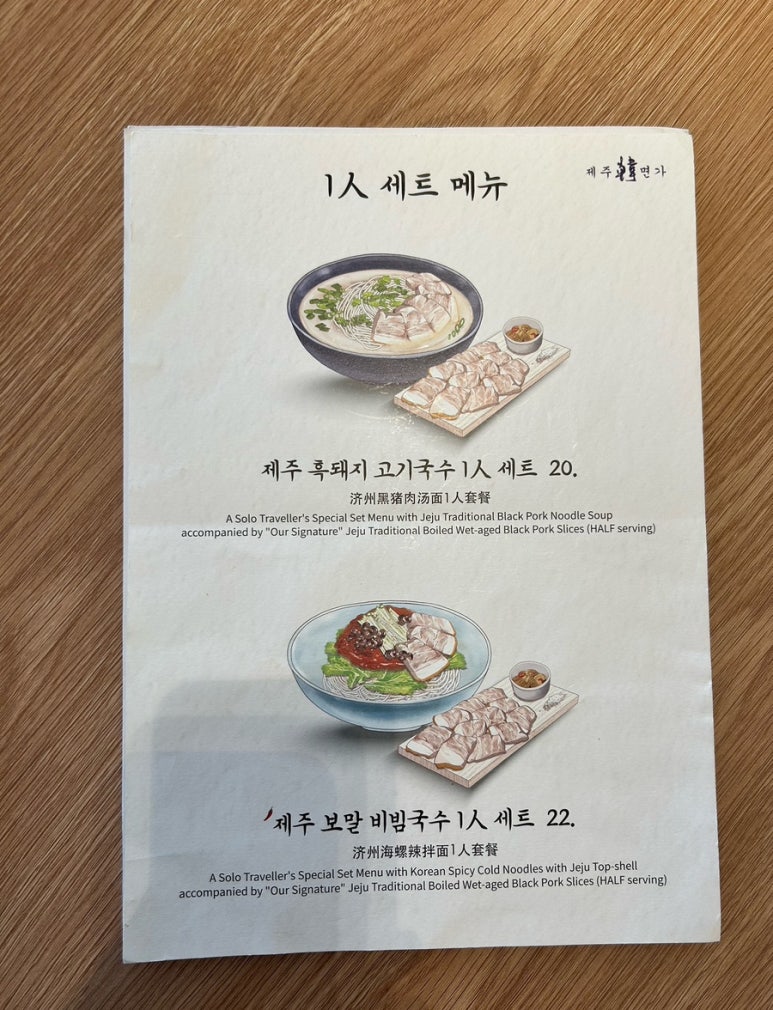 1人 세트 메뉴
제주 韓 면가
제주 흑돼지 고기국수 1人 세트 20.
济州黑猪肉汤面1人套餐
A Solo Traveller's Special Set Menu with Jeju Traditional Black Pork Noodle Soup
accompanied by "Our Signature" Jeju Traditional Boiled Wet-aged Black Pork Slices (HALF serving)
제주 보말 비빔국수 1人 세트 22.
济州海螺辣拌面1人套餐
A Solo Traveller's Special Set Menu with Korean Spicy Cold Noodles with Jeju Top-shell
accompanied by "Our Signature" Jeju Traditional Boiled Wet-aged Black Pork Slices (HALF serving)